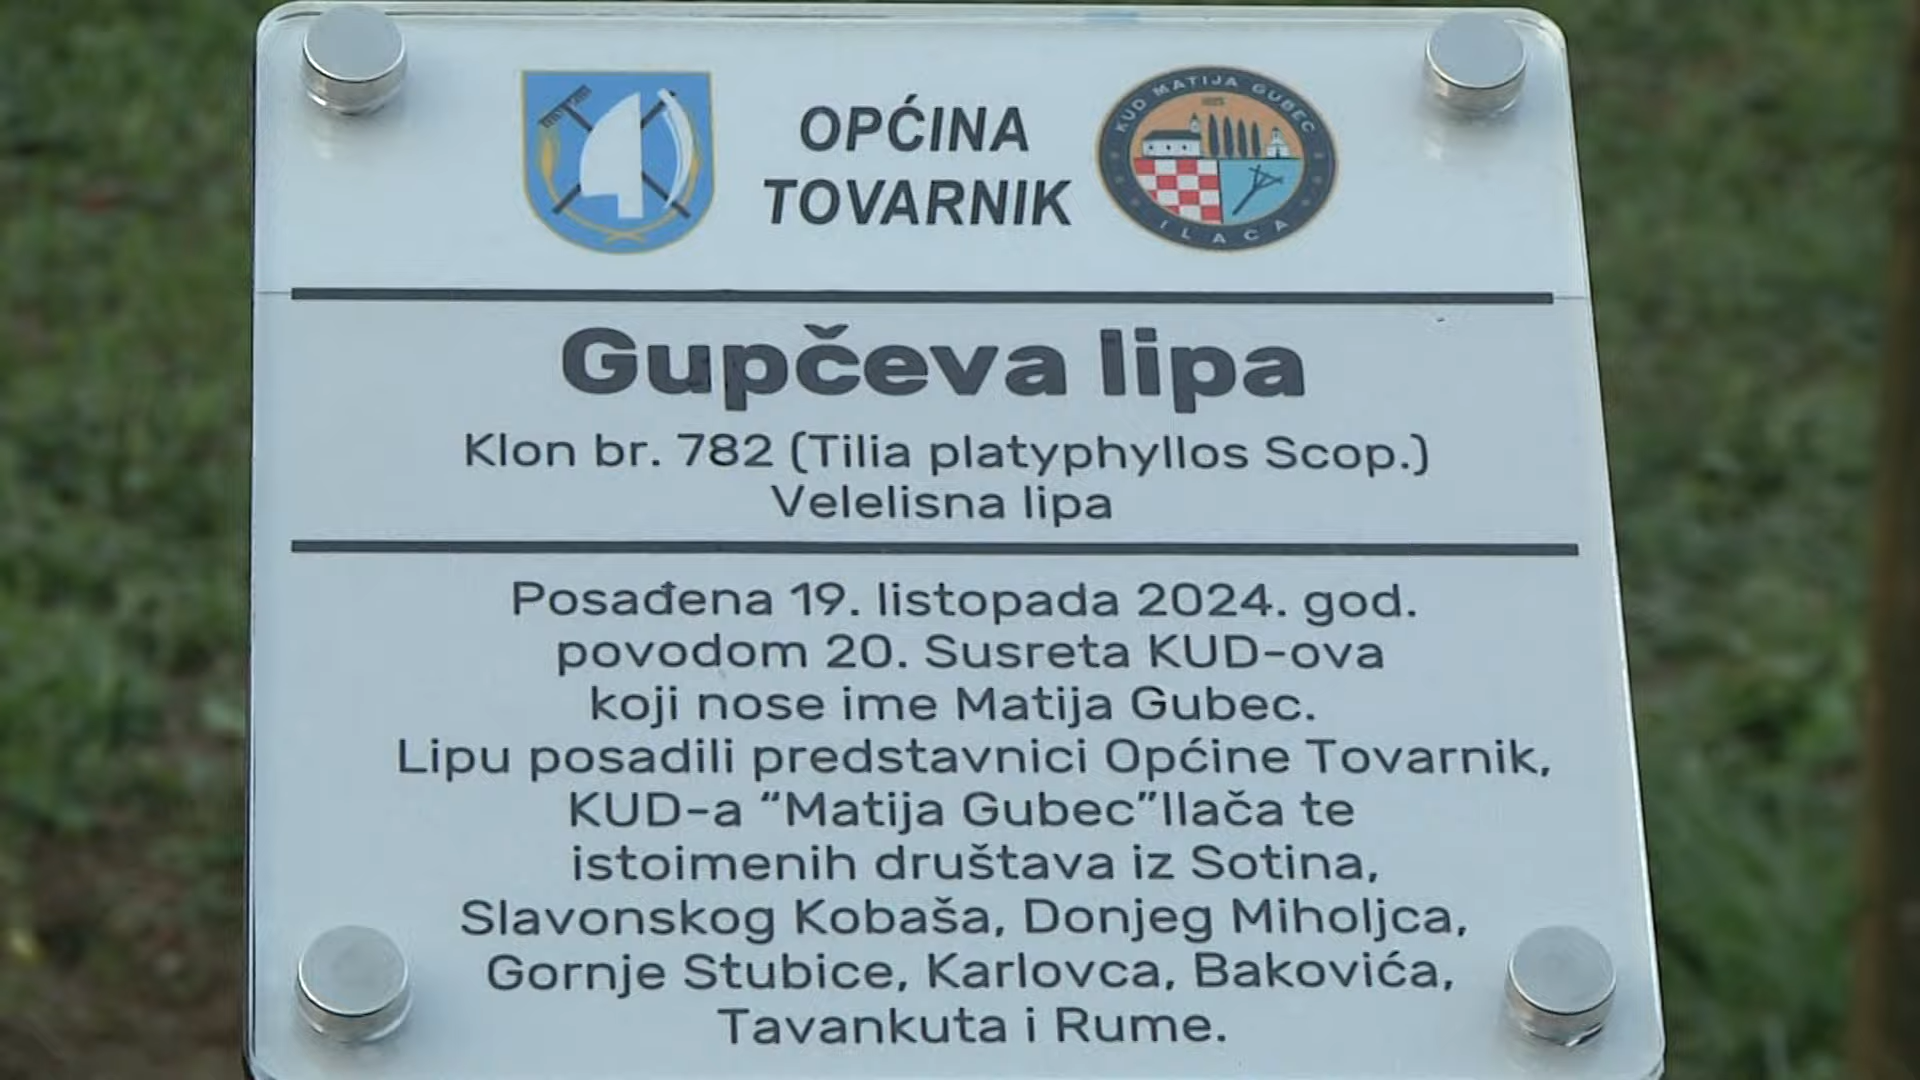 OPĆINA
TOVARNIK
KUD MATIJA GUBEC
ILAČA
Gupčeva lipa
Klon br. 782 (Tilia platyphyllos Scop.)
Velelisna lipa
Posađena 19. listopada 2024. god.
povodom 20. Susreta KUD-ova
koji nose ime Matija Gubec.
Lipu posadili predstavnici Općine Tovarnik,
KUD-a “Matija Gubec”Ilača te
istoimenih društava iz Sotina,
Slavonskog Kobaša, Donjeg Miholjca,
Gornje Stubice, Karlovca, Bakovića,
Tavankuta i Rume.